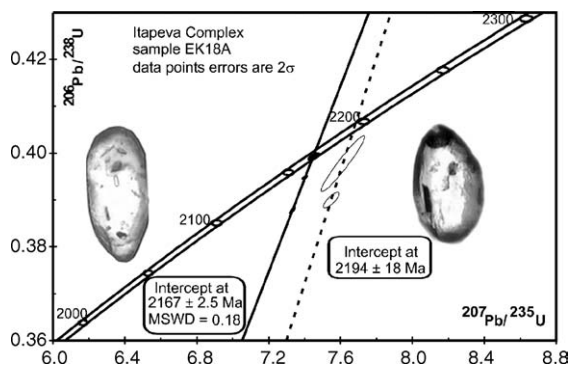 Itapeva Complex
sample EK18A
data points errors are 2σ
206Pb/238U
0.42
0.40
0.38
0.36
2300
2200
2100
2000
Intercept at
2194 ± 18 Ma
Intercept at
2167 ± 2.5 Ma
MSWD = 0.18
207Pb/235U
6.0 6.4 6.8 7.2 7.6 8.0 8.4 8.8